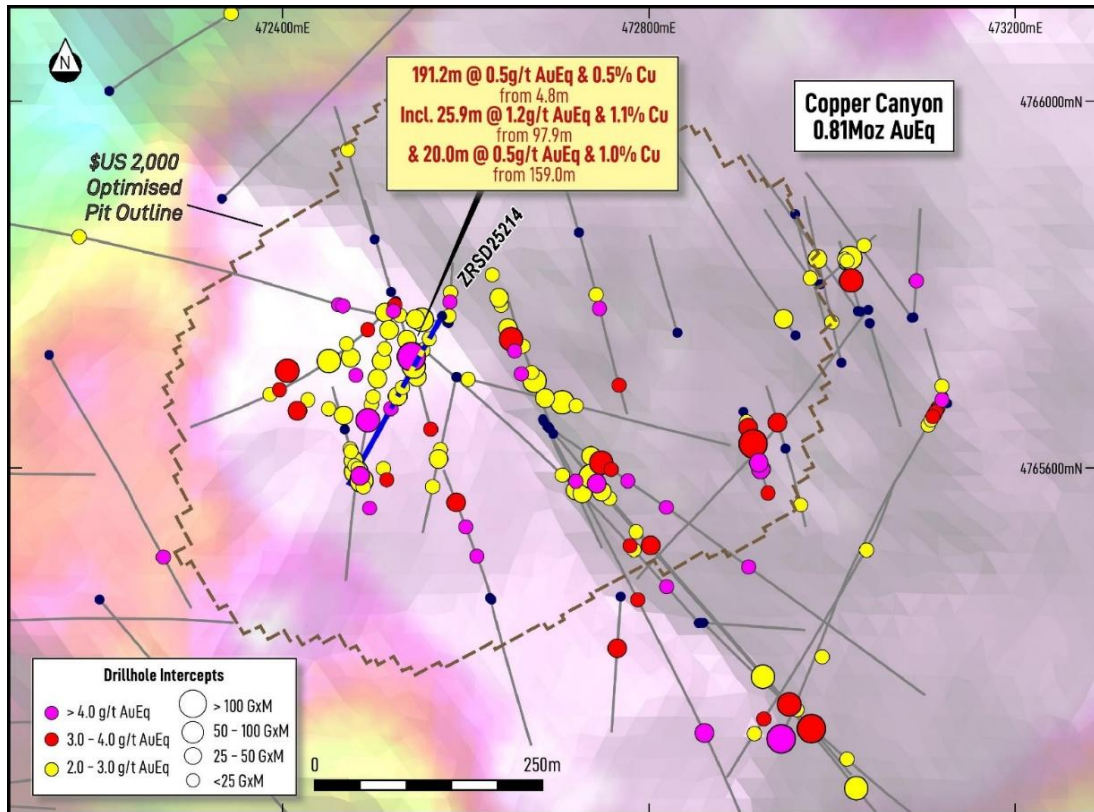 472400mE
472800mE
473200mE
N
191.2m @ 0.5g/t AuEq & 0.5% Cu
from 4.8m
Incl. 25.9m @ 1.2g/t AuEq & 1.1% Cu
from 97.9m
& 20.0m @ 0.5g/t AuEq & 1.0% Cu
from 159.0m
Copper Canyon
0.81Moz AuEq
4766000mN
$US 2,000
Optimised
Pit Outline
ZRSD25214
4765600mN
Drillhole Intercepts
> 4.0 g/t AuEq
3.0 – 4.0 g/t AuEq
2.0 – 3.0 g/t AuEq
> 100 GxM
50 – 100 GxM
25 – 50 GxM
<25 GxM
0
250m